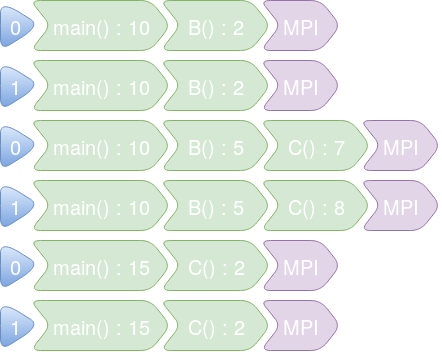 0 main() : 10 B() : 2 MPI
1 main() : 10 B() : 2 MPI
0 main() : 10 B() : 5 C() : 7 MPI
1 main() : 10 B() : 5 C() : 8 MPI
0 main() : 15 C() : 2 MPI
1 main() : 15 C() : 2 MPI